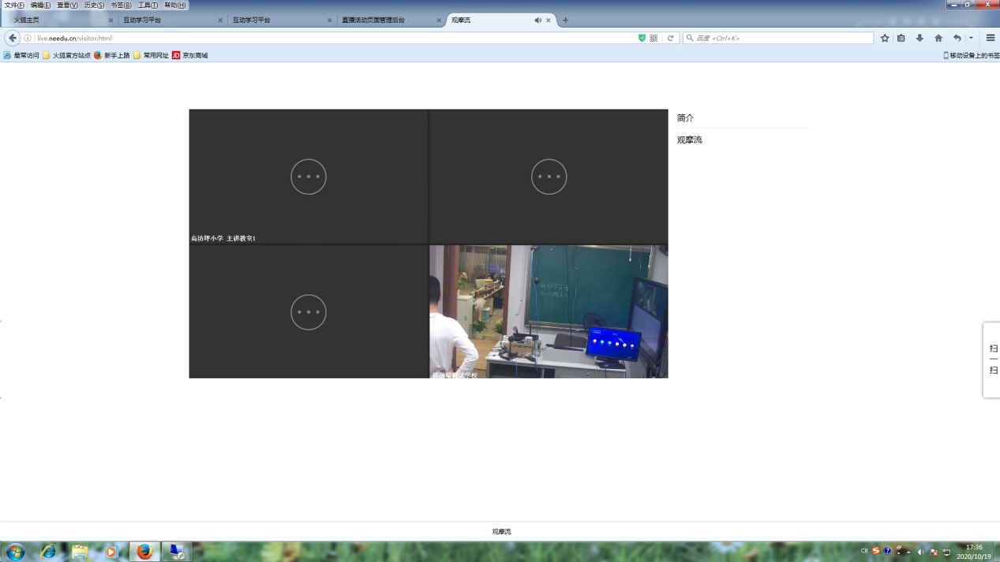 文件(F) 编辑(E) 查看(V) 历史(S) 书签(B) 工具(T) 帮助(H)
火狐主页 互动学习平台 互动学习平台 直播活动页面管理后台 观摩流
live.needu.cn/visitor.html 百度 <Ctrl+K>
最常访问 火狐官方站点 新手上路 常用网址 JD 京东商城 移动设备上的书签
简介
观摩流
高坊坪小学 主讲教室1
扫
一
扫
观摩流
CH 17:36
2020/10/19